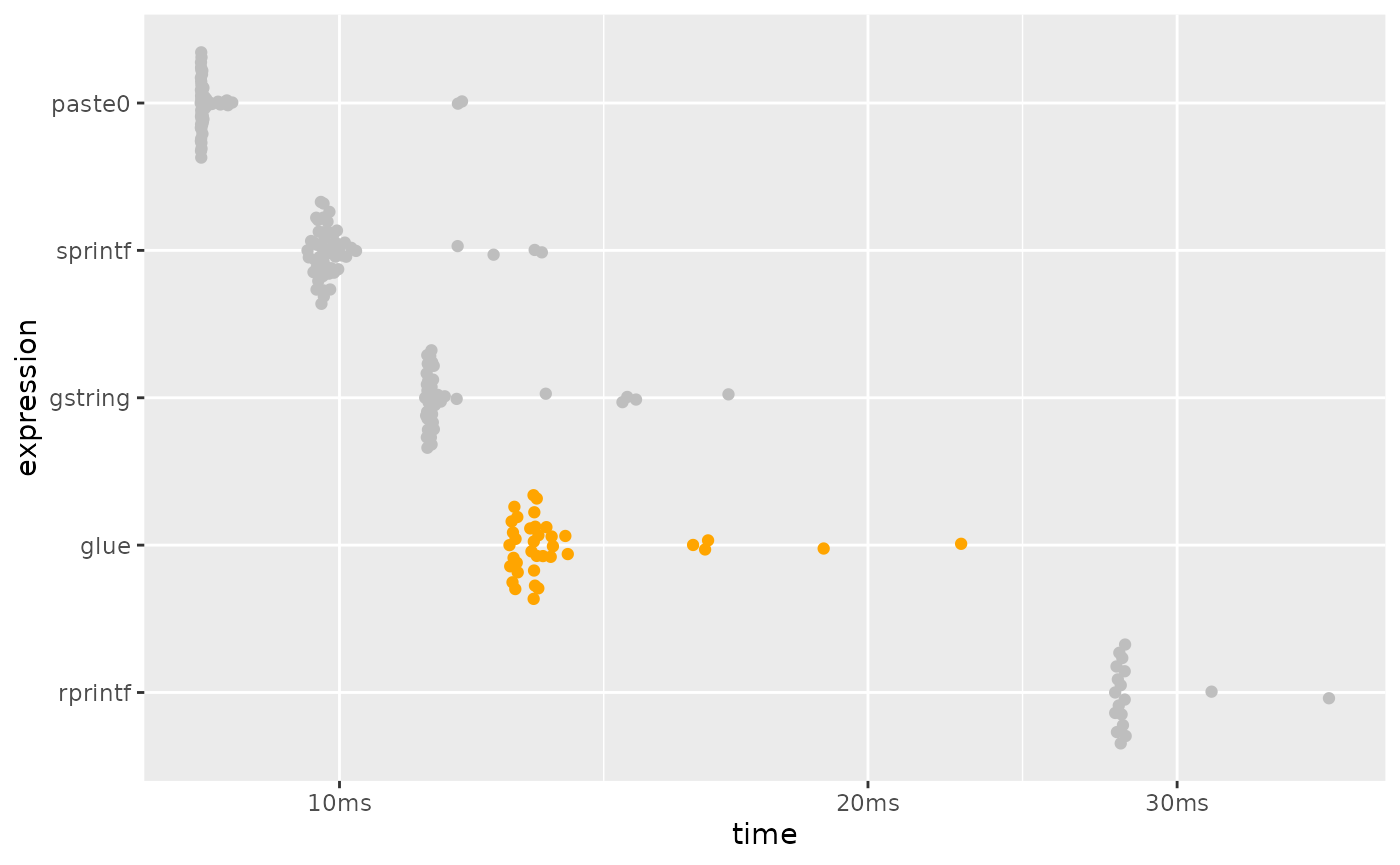 expression
paste0
sprintf
gstring
glue
rprintf
10ms
20ms
30ms
time